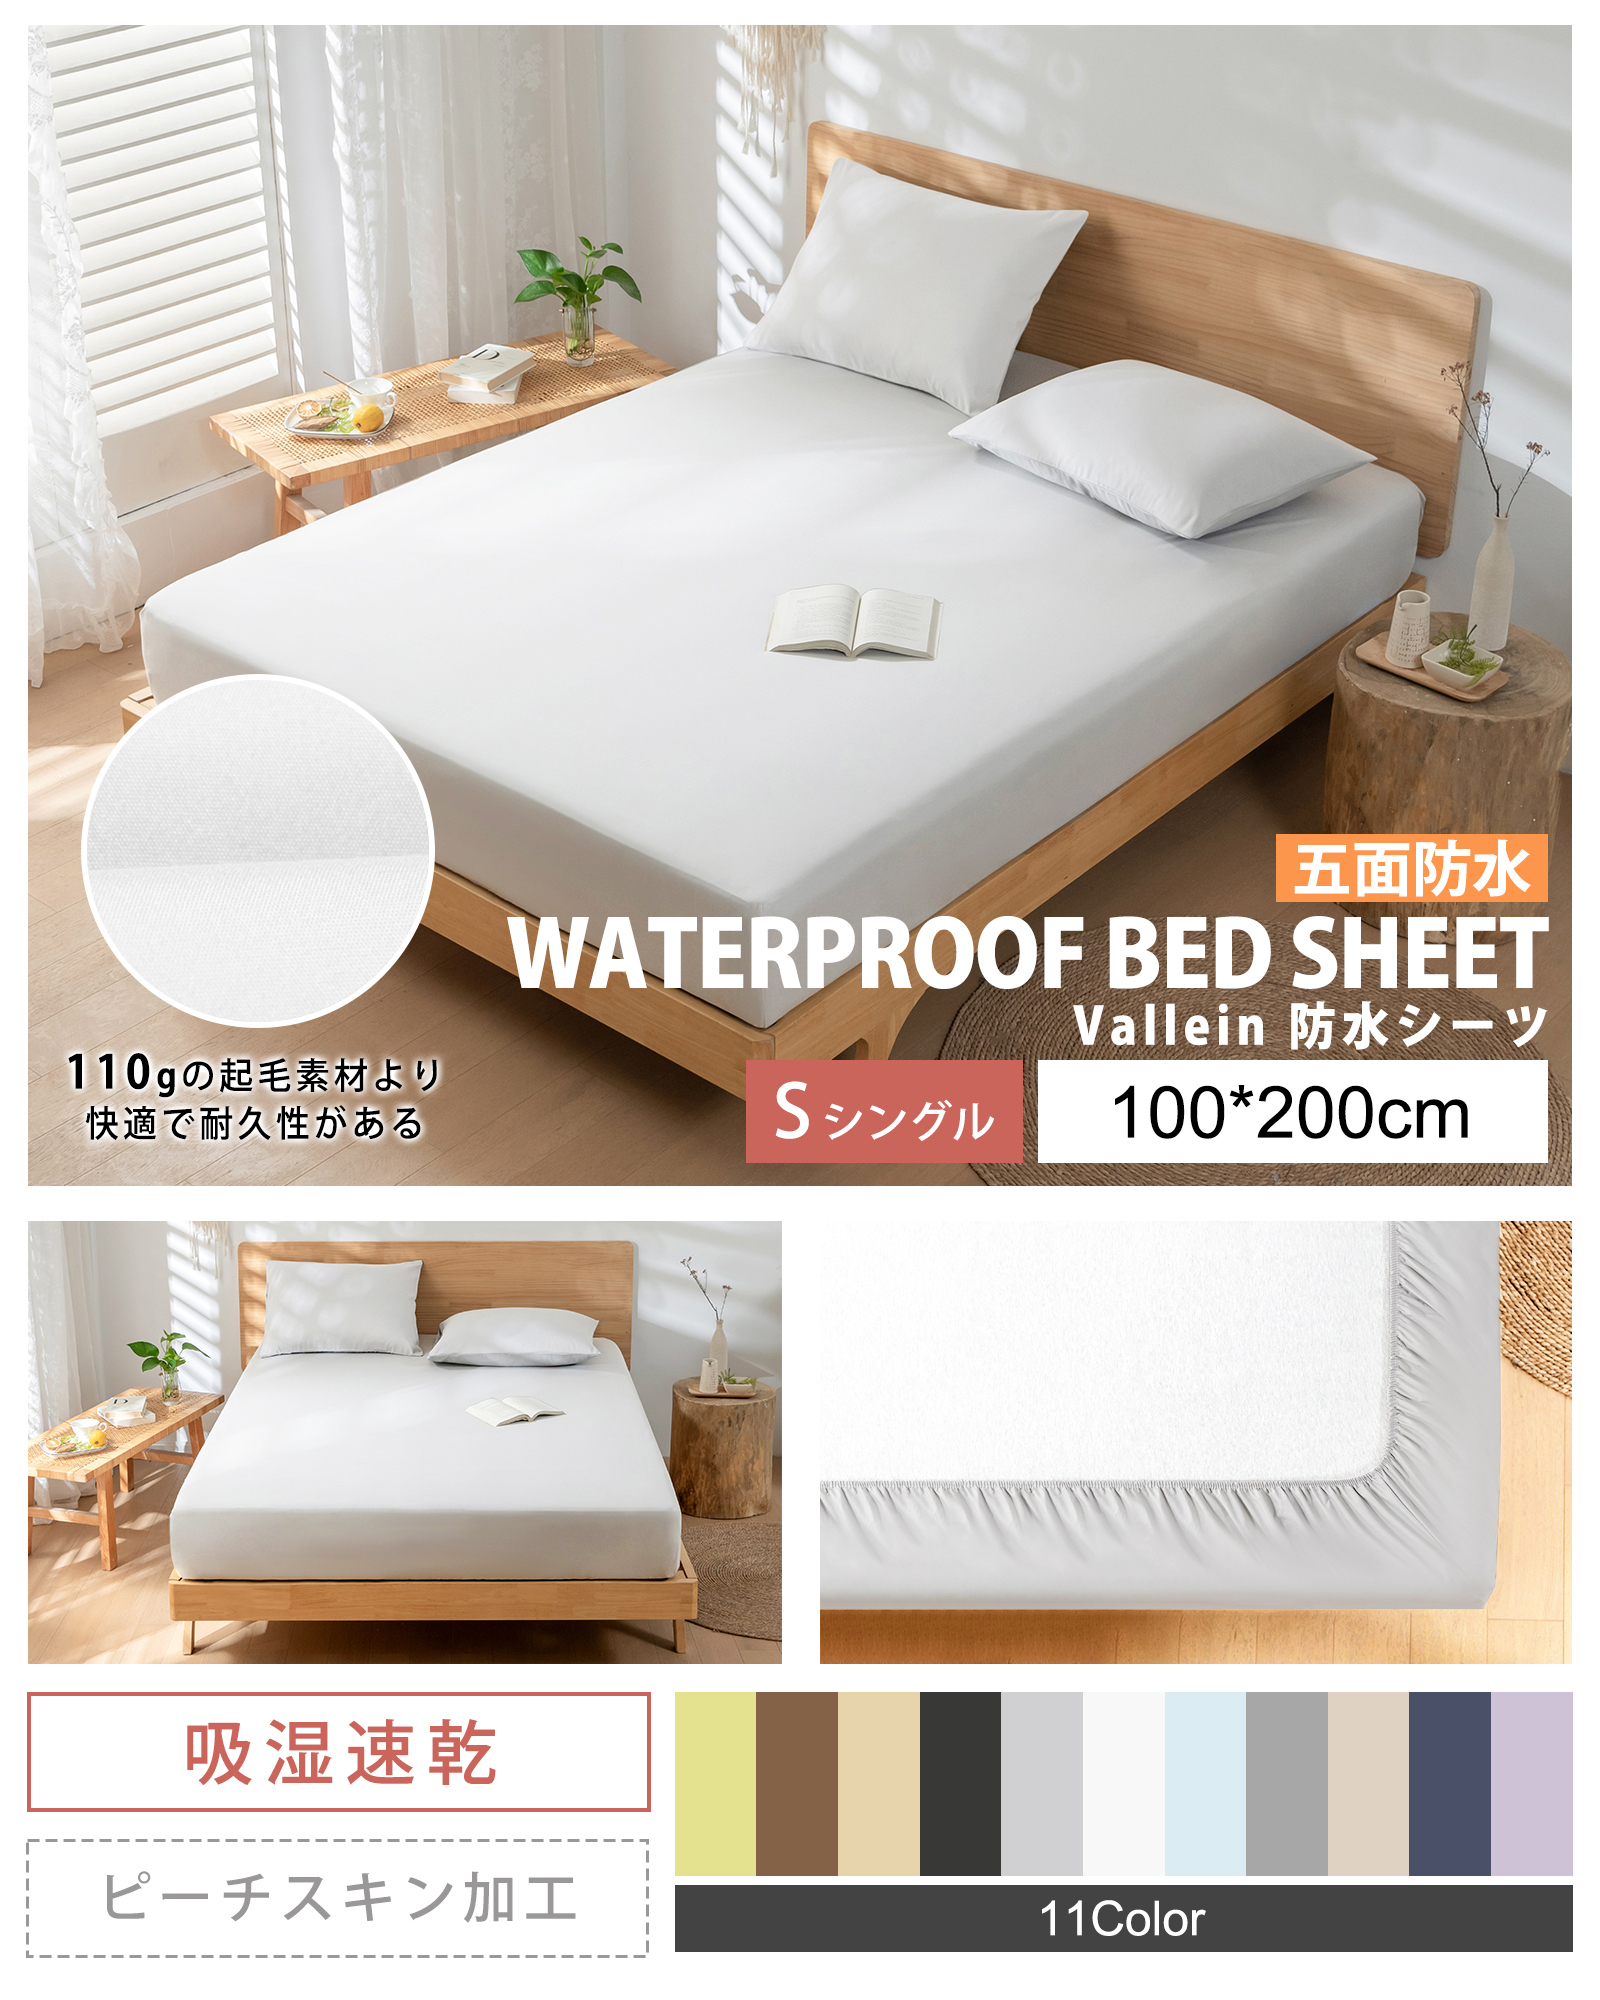 D
五面防水
WATERPROOF BED SHEET
Vallein 防水シーツ
110gの起毛素材より
快適で耐久性がある
S シングル
100*200cm
D
吸湿速乾
ピーチスキン加工
11Color